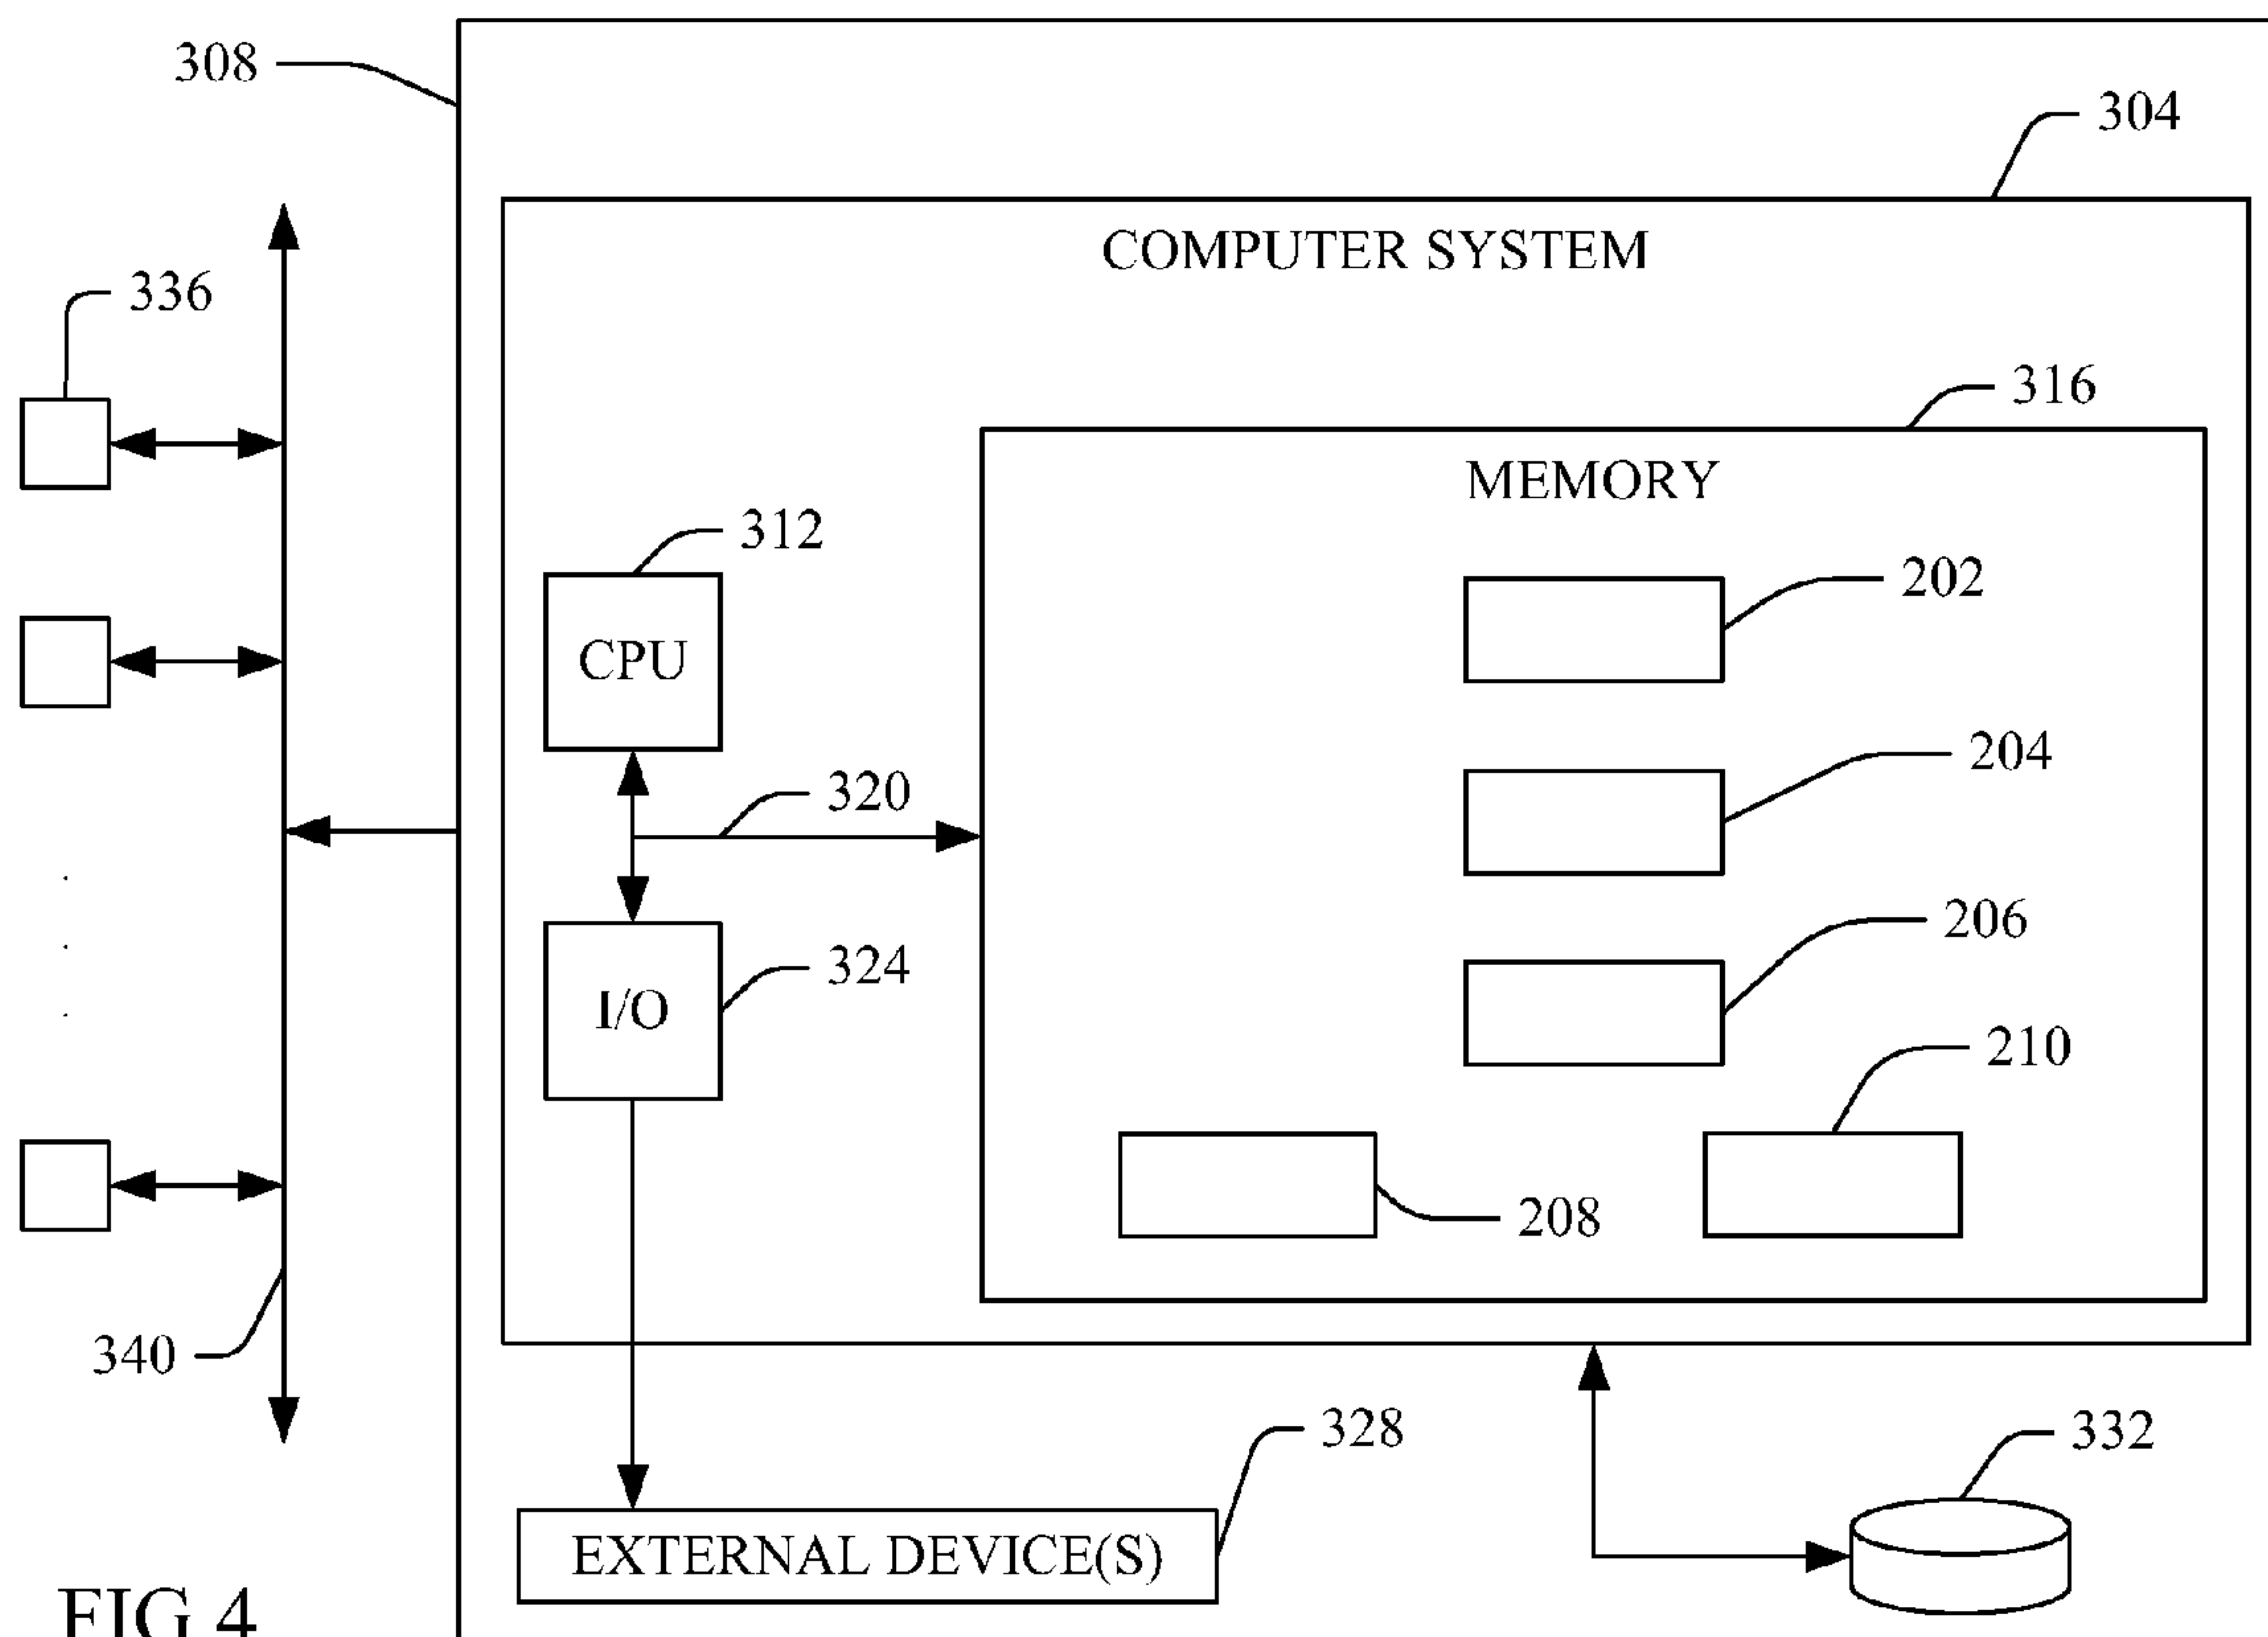 308
304
COMPUTER SYSTEM
336
316
MEMORY
312
202
CPU
204
320
206
324
I/O
210
208
340
328
332
EXTERNAL DEVICE(S)
FIG 4